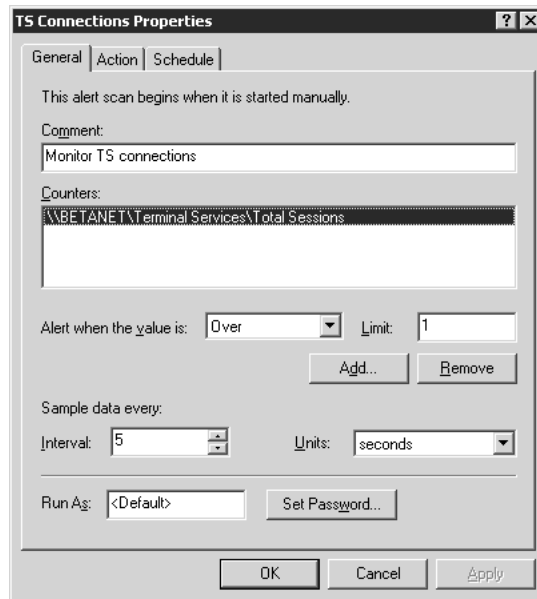 TS Connections Properties
General Action Schedule
This alert scan begins when it is started manually.
Comment:
Monitor TS connections
Counters:
\\BETANET\Terminal Services\Total Sessions
Alert when the value is: Over Limit: 1
Add... Remove
Sample data every:
Interval: 5 Units: seconds
Run As: <Default> Set Password...
OK Cancel Apply